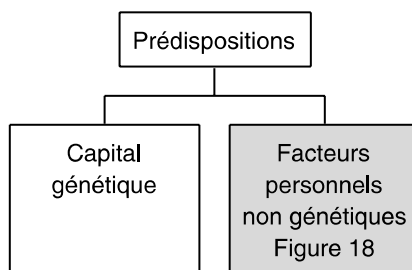 Prédispositions
Capital
génétique
Facteurs
personnels
non génétiques
Figure 18